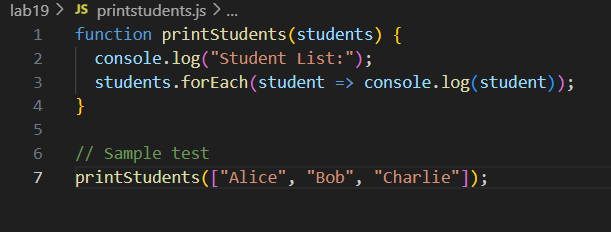 lab19 > JS printstudents.js > ...
1 function printStudents(students) {
2   console.log("Student List:");
3   students.forEach(student => console.log(student));
4 }
5
6 // Sample test
7 printStudents(["Alice", "Bob", "Charlie"]);